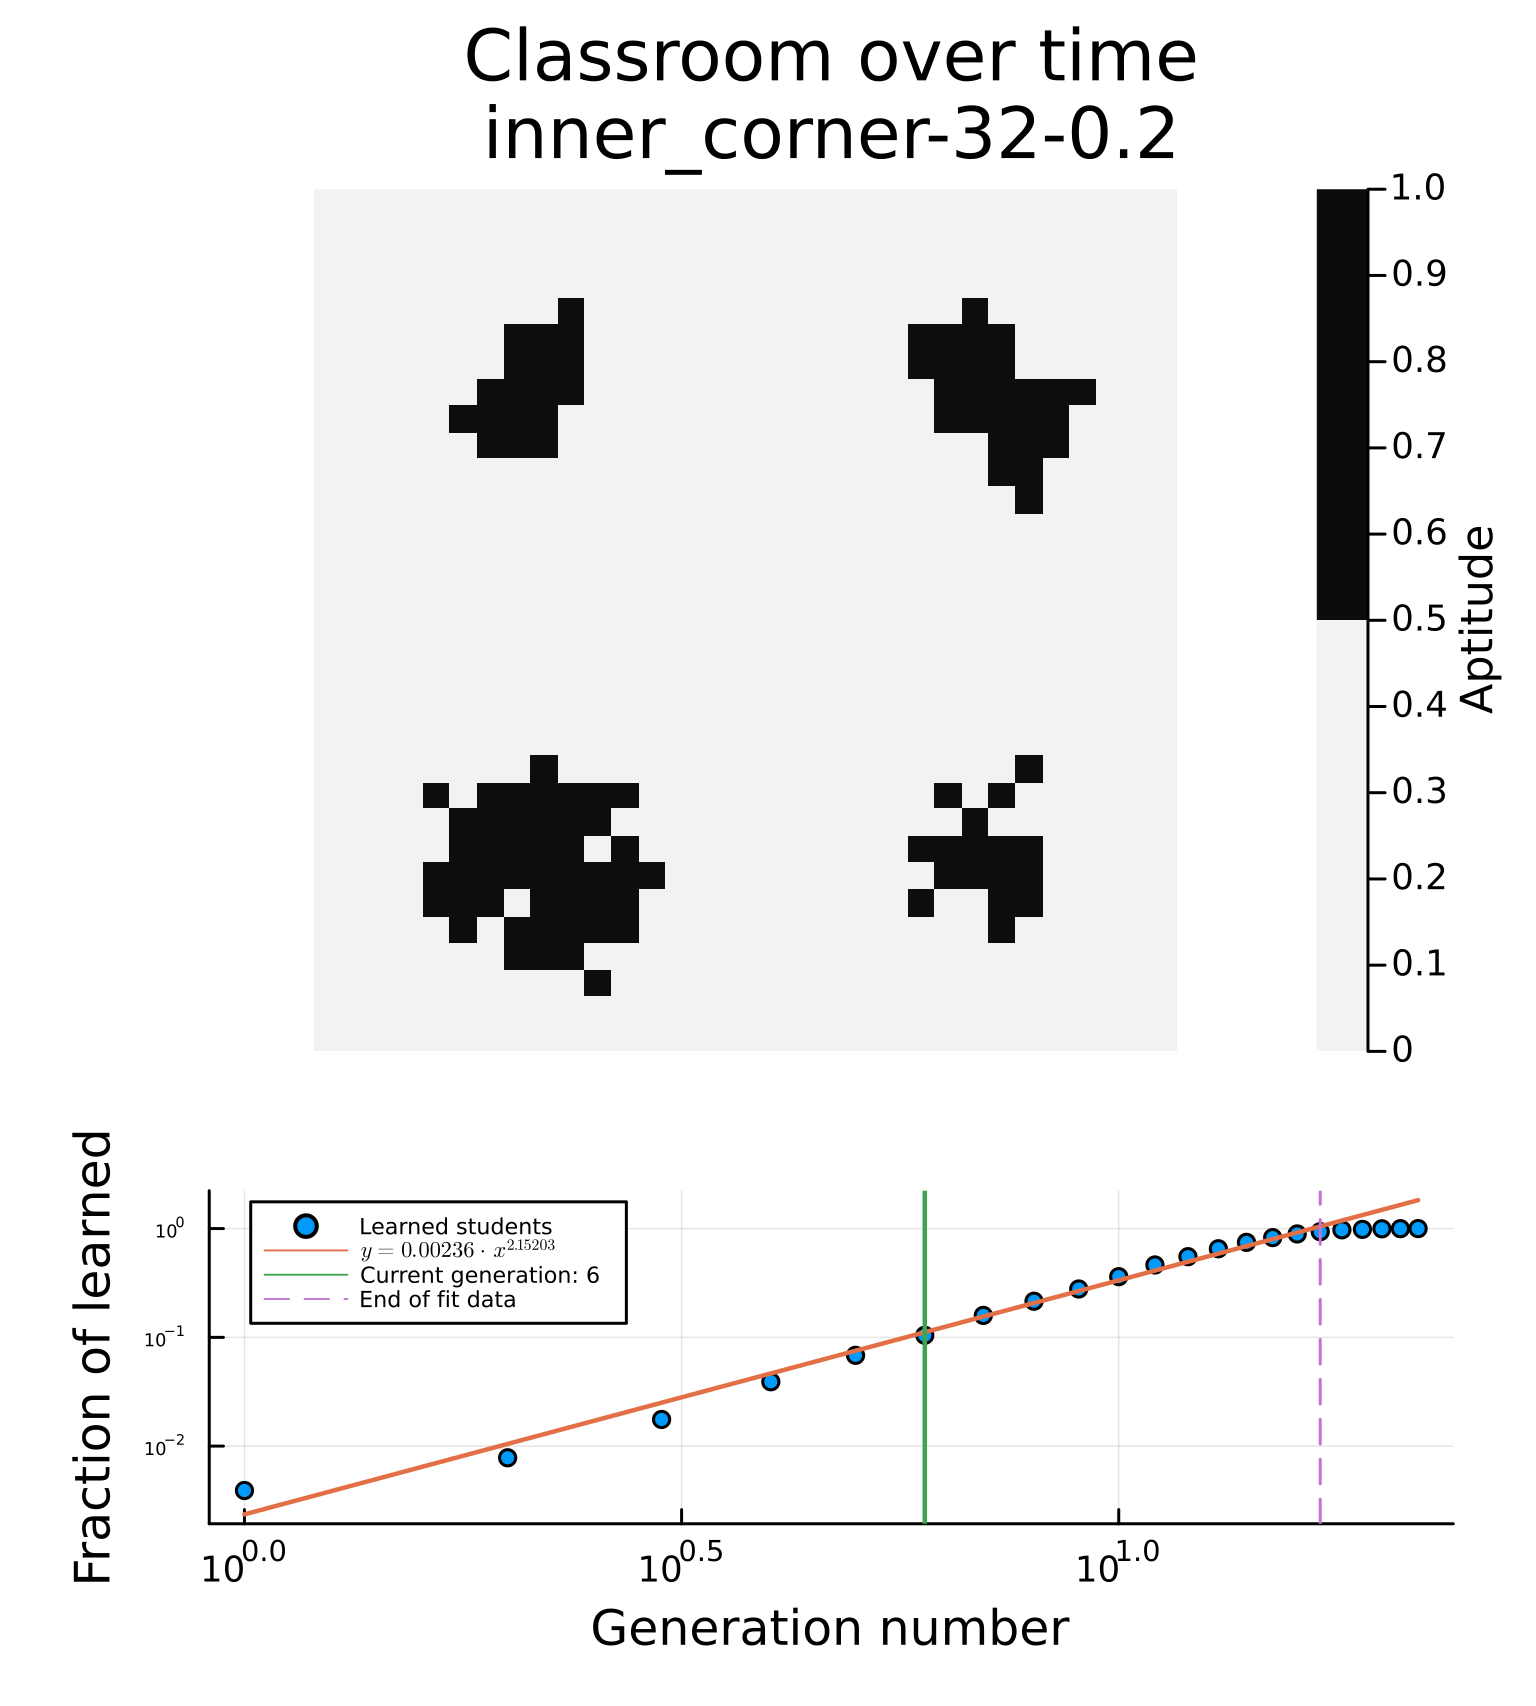 Classroom over time
inner_corner-32-0.2
1.0
0.9
0.8
0.7
0.6
0.5
0.4
0.3
0.2
0.1
0
Aptitude
Fraction of learned
10^0
10^−1
10^−2
Learned students
y = 0.00236 · x^2.15203
Current generation: 6
End of fit data
10^0.0
10^0.5
10^1.0
Generation number